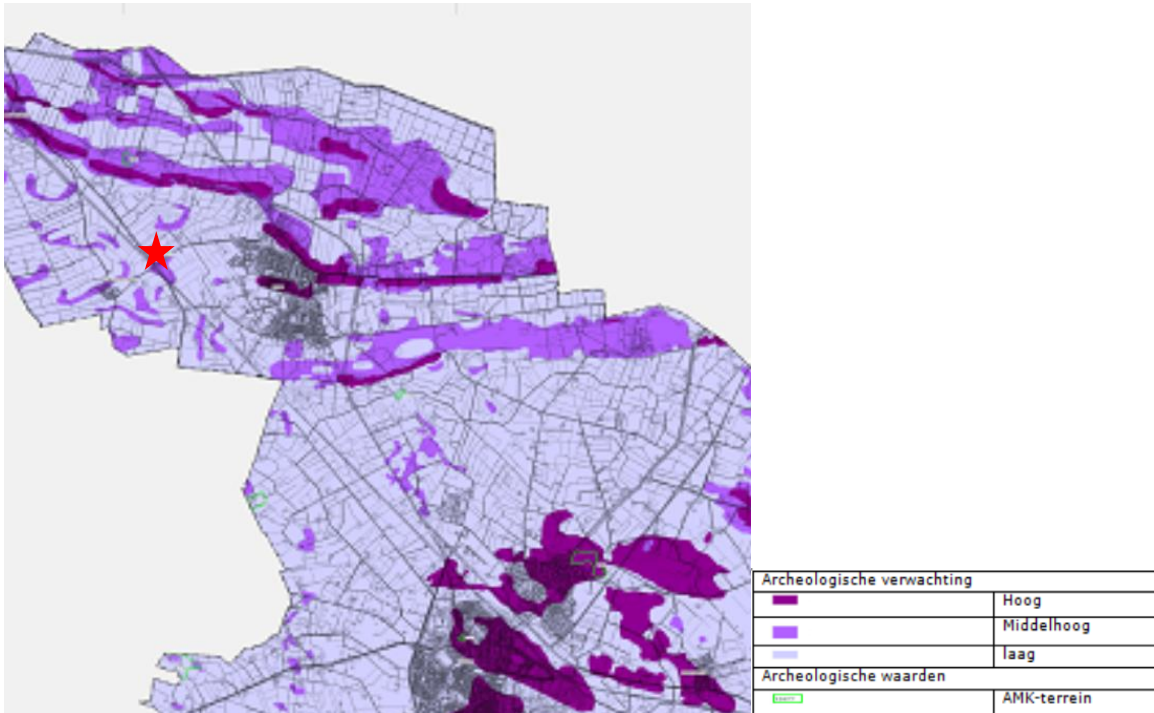 Archeologische verwachting
Hoog
Middelhoog
laag
Archeologische waarden
AMK-terrein